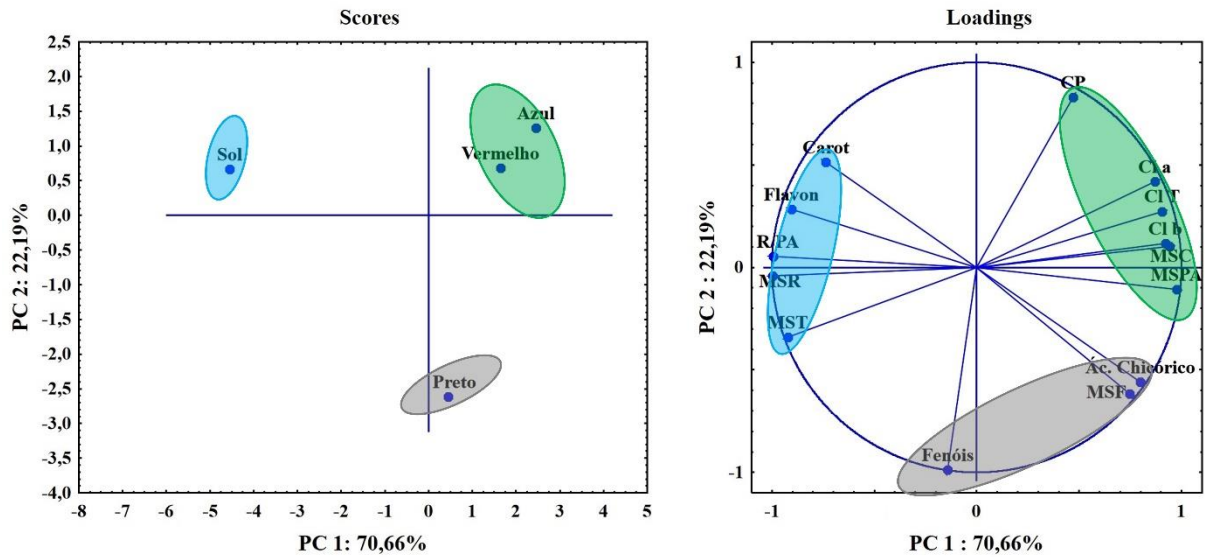 Scores
2,5
2,0
1,5
1,0
0,5
0,0
-0,5
-1,0
-1,5
-2,0
-2,5
-3,0
-3,5
-4,0
PC 2: 22,19%
Sol
Azul
Vermelho
Preto
-8 -7 -6 -5 -4 -3 -2 -1 0 1 2 3 4 5
PC 1: 70,66%
Loadings
1
0
-1
PC 2 : 22,19%
CP
Carot
Cl a
Flavon
Cl T
Cl b
R/PA
MSC
MSR
MSPA
MST
Ác. Chicórico
MSF
Fenóis
-1 0 1
PC 1 : 70,66%